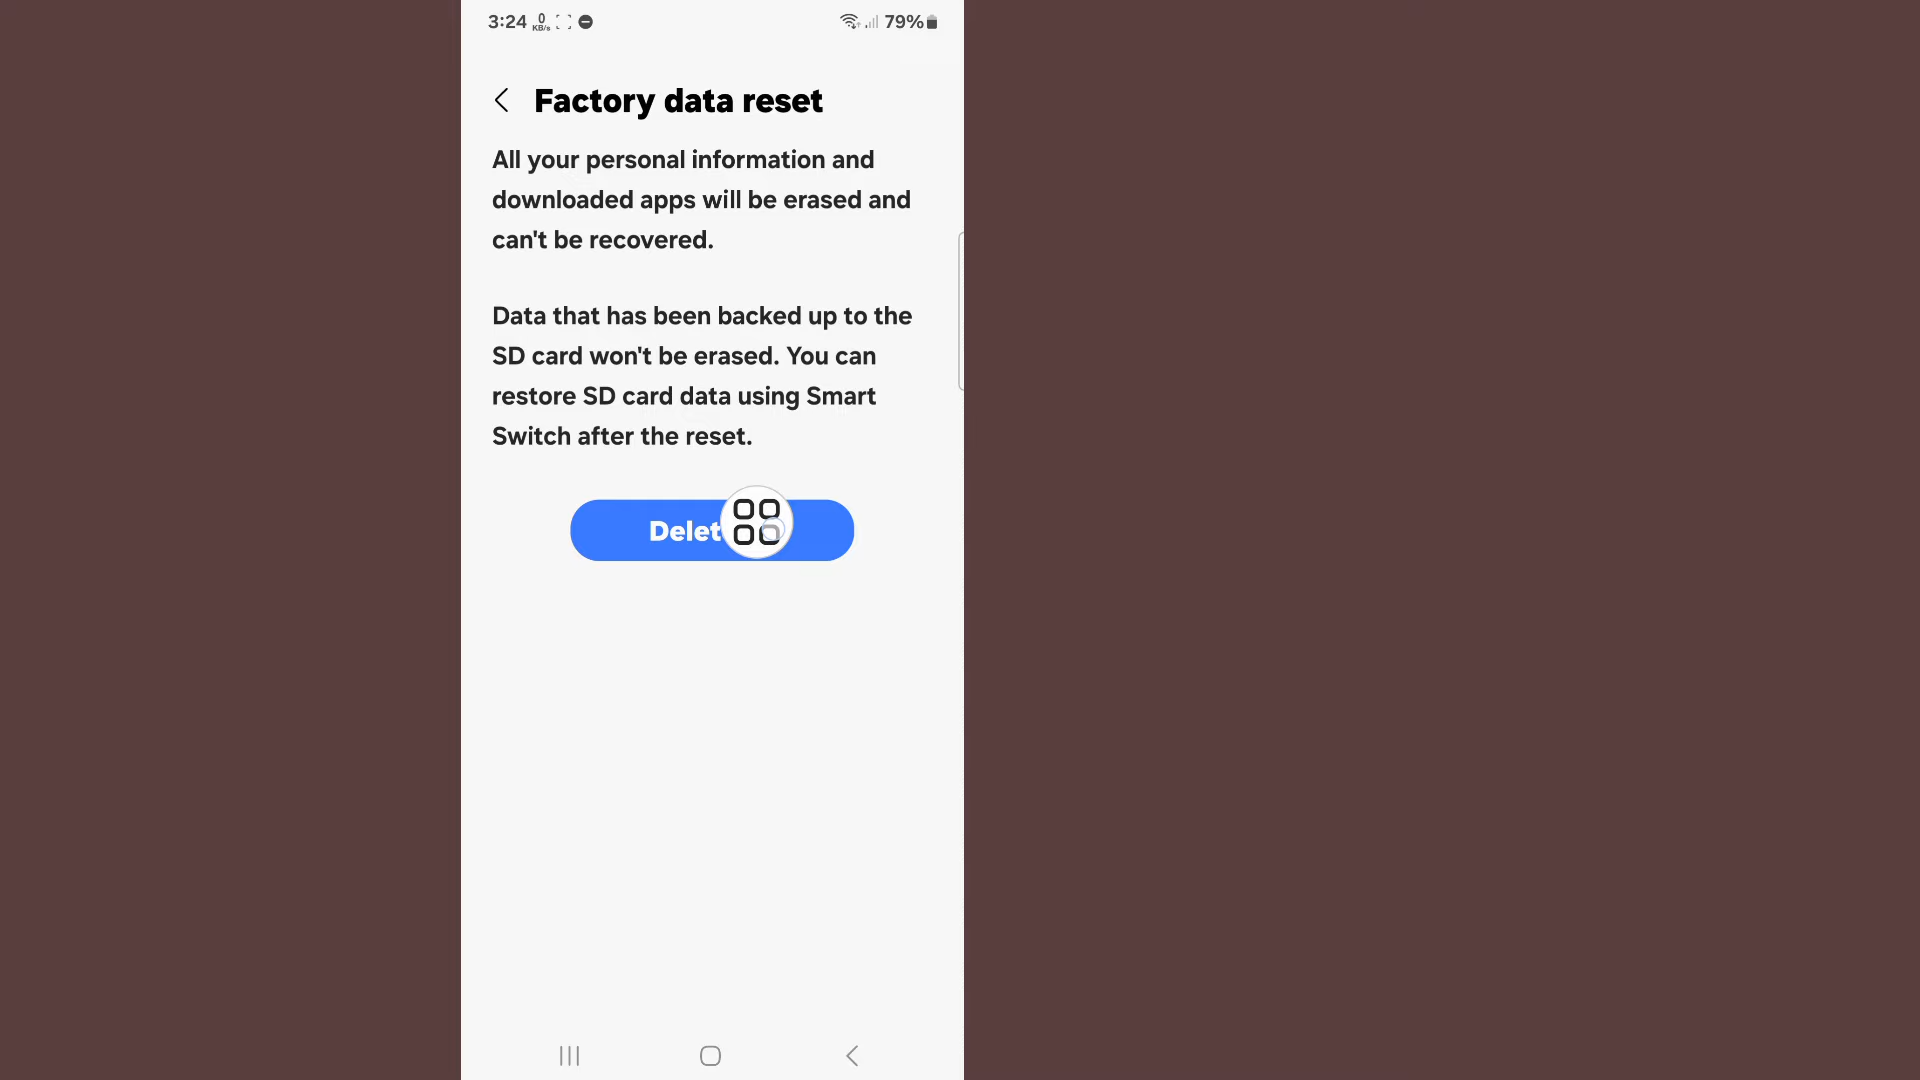 3:24 0 KB/s 79%
Factory data reset
All your personal information and
downloaded apps will be erased and
can't be recovered.
Data that has been backed up to the
SD card won't be erased. You can
restore SD card data using Smart
Switch after the reset.